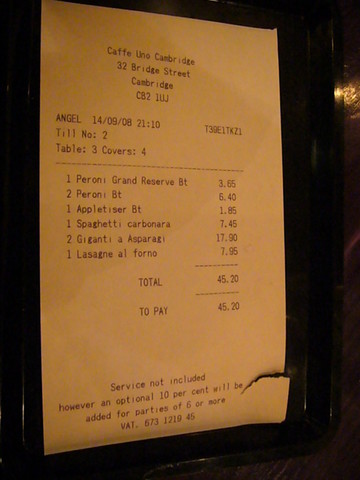 Caffe Uno Cambridge
32 Bridge Street
Cambridge
CB2 1UJ
ANGEL 14/09/08 21:10
Till No: 2 T39E1TKZ1
Table: 3 Covers: 4
1 Peroni Grand Reserve Bt 3.65
2 Peroni Bt 6.40
1 Appletiser Bt 1.85
1 Spaghetti carbonara 7.45
2 Giganti a Asparagi 17.90
1 Lasagne al forno 7.95
TOTAL 45.20
TO PAY 45.20
Service not included
however an optional 10 per cent will be
added for parties of 6 or more
VAT. 673 1219 45